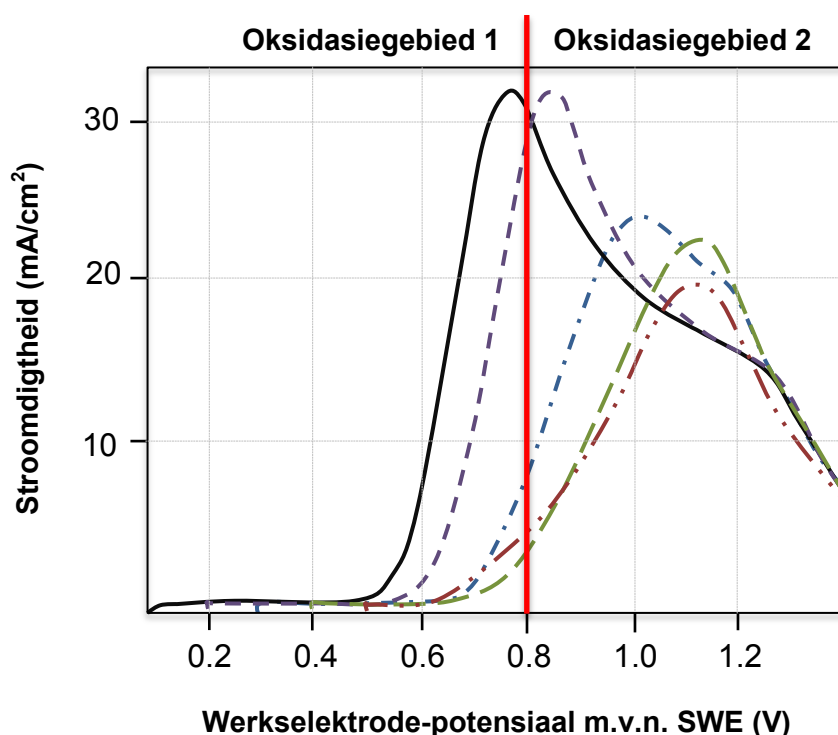 Oksidasiegebied 1 Oksidasiegebied 2
30
20
10
Stroomdigtheid (mA/cm²)
0.2 0.4 0.6 0.8 1.0 1.2
Werkselektrode-potensiaal m.v.n. SWE (V)